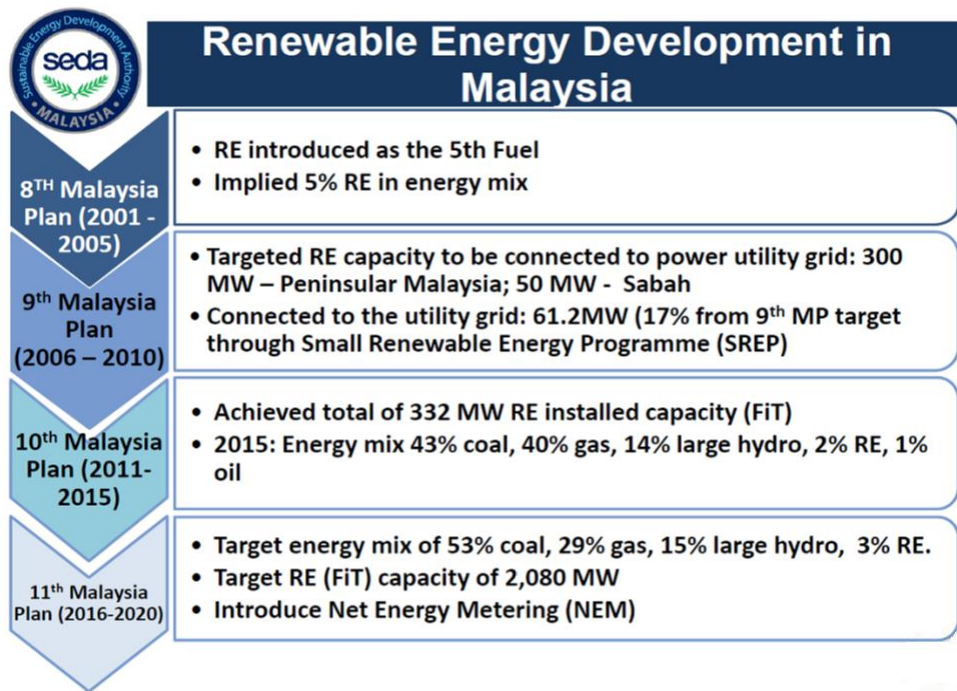 Sustainable Energy Development Authority
seda
• MALAYSIA •
Renewable Energy Development in
Malaysia
8TH Malaysia
Plan (2001 -
2005)
• RE introduced as the 5th Fuel
• Implied 5% RE in energy mix
9th Malaysia
Plan
(2006 – 2010)
• Targeted RE capacity to be connected to power utility grid: 300
MW – Peninsular Malaysia; 50 MW - Sabah
• Connected to the utility grid: 61.2MW (17% from 9th MP target
through Small Renewable Energy Programme (SREP)
10th Malaysia
Plan (2011-
2015)
• Achieved total of 332 MW RE installed capacity (FiT)
• 2015: Energy mix 43% coal, 40% gas, 14% large hydro, 2% RE, 1%
oil
11th Malaysia
Plan (2016-2020)
• Target energy mix of 53% coal, 29% gas, 15% large hydro, 3% RE.
• Target RE (FiT) capacity of 2,080 MW
• Introduce Net Energy Metering (NEM)